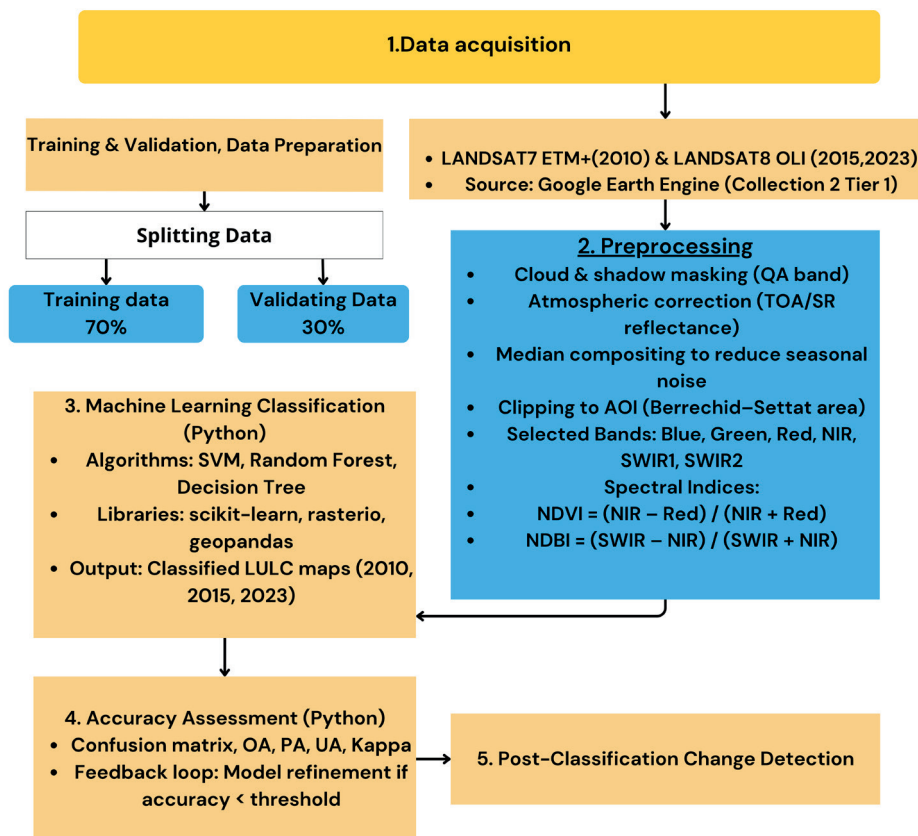 1.Data acquisition
Training & Validation, Data Preparation
Splitting Data
Training data
70%
Validating Data
30%
• LANDSAT7 ETM+(2010) & LANDSAT8 OLI (2015,2023)
• Source: Google Earth Engine (Collection 2 Tier 1)
2. Preprocessing
• Cloud & shadow masking (QA band)
• Atmospheric correction (TOA/SR
reflectance)
• Median compositing to reduce seasonal
noise
• Clipping to AOI (Berrechid–Settat area)
• Selected Bands: Blue, Green, Red, NIR,
SWIR1, SWIR2
• Spectral Indices:
• NDVI = (NIR – Red) / (NIR + Red)
• NDBI = (SWIR – NIR) / (SWIR + NIR)
3. Machine Learning Classification
(Python)
• Algorithms: SVM, Random Forest,
Decision Tree
• Libraries: scikit-learn, rasterio,
geopandas
• Output: Classified LULC maps (2010,
2015, 2023)
4. Accuracy Assessment (Python)
• Confusion matrix, OA, PA, UA, Kappa
• Feedback loop: Model refinement if
accuracy < threshold
5. Post-Classification Change Detection